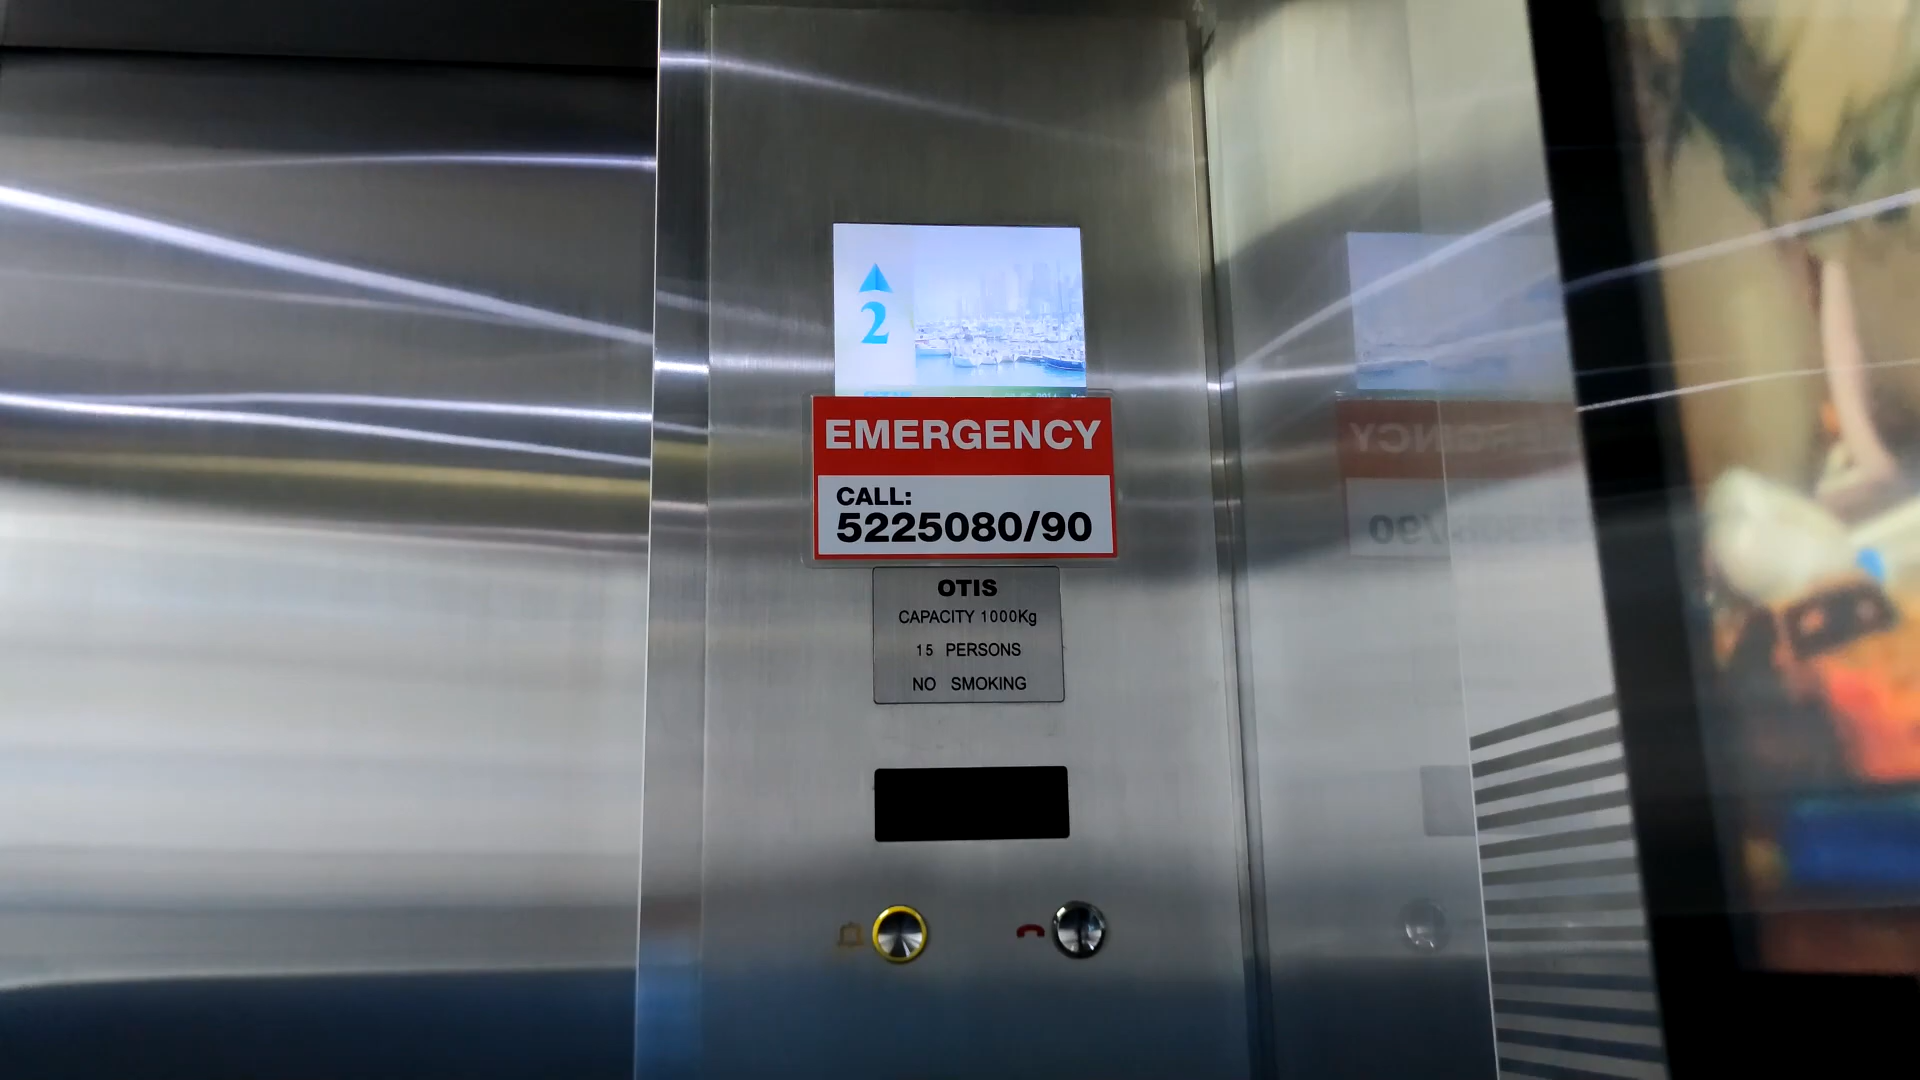 2
EMERGENCY
CALL:
5225080/90
OTIS
CAPACITY 1000Kg
15 PERSONS
NO SMOKING